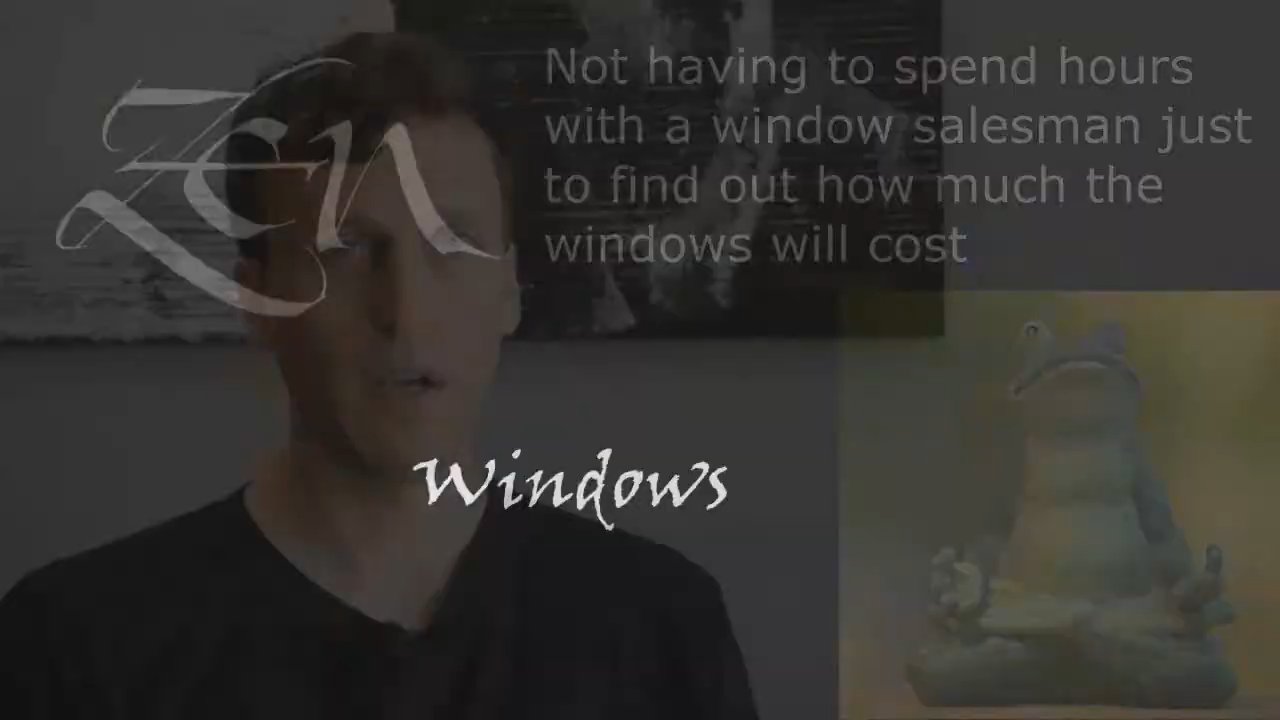 Zen
Not having to spend hours
with a window salesman just
to find out how much the
windows will cost
Windows